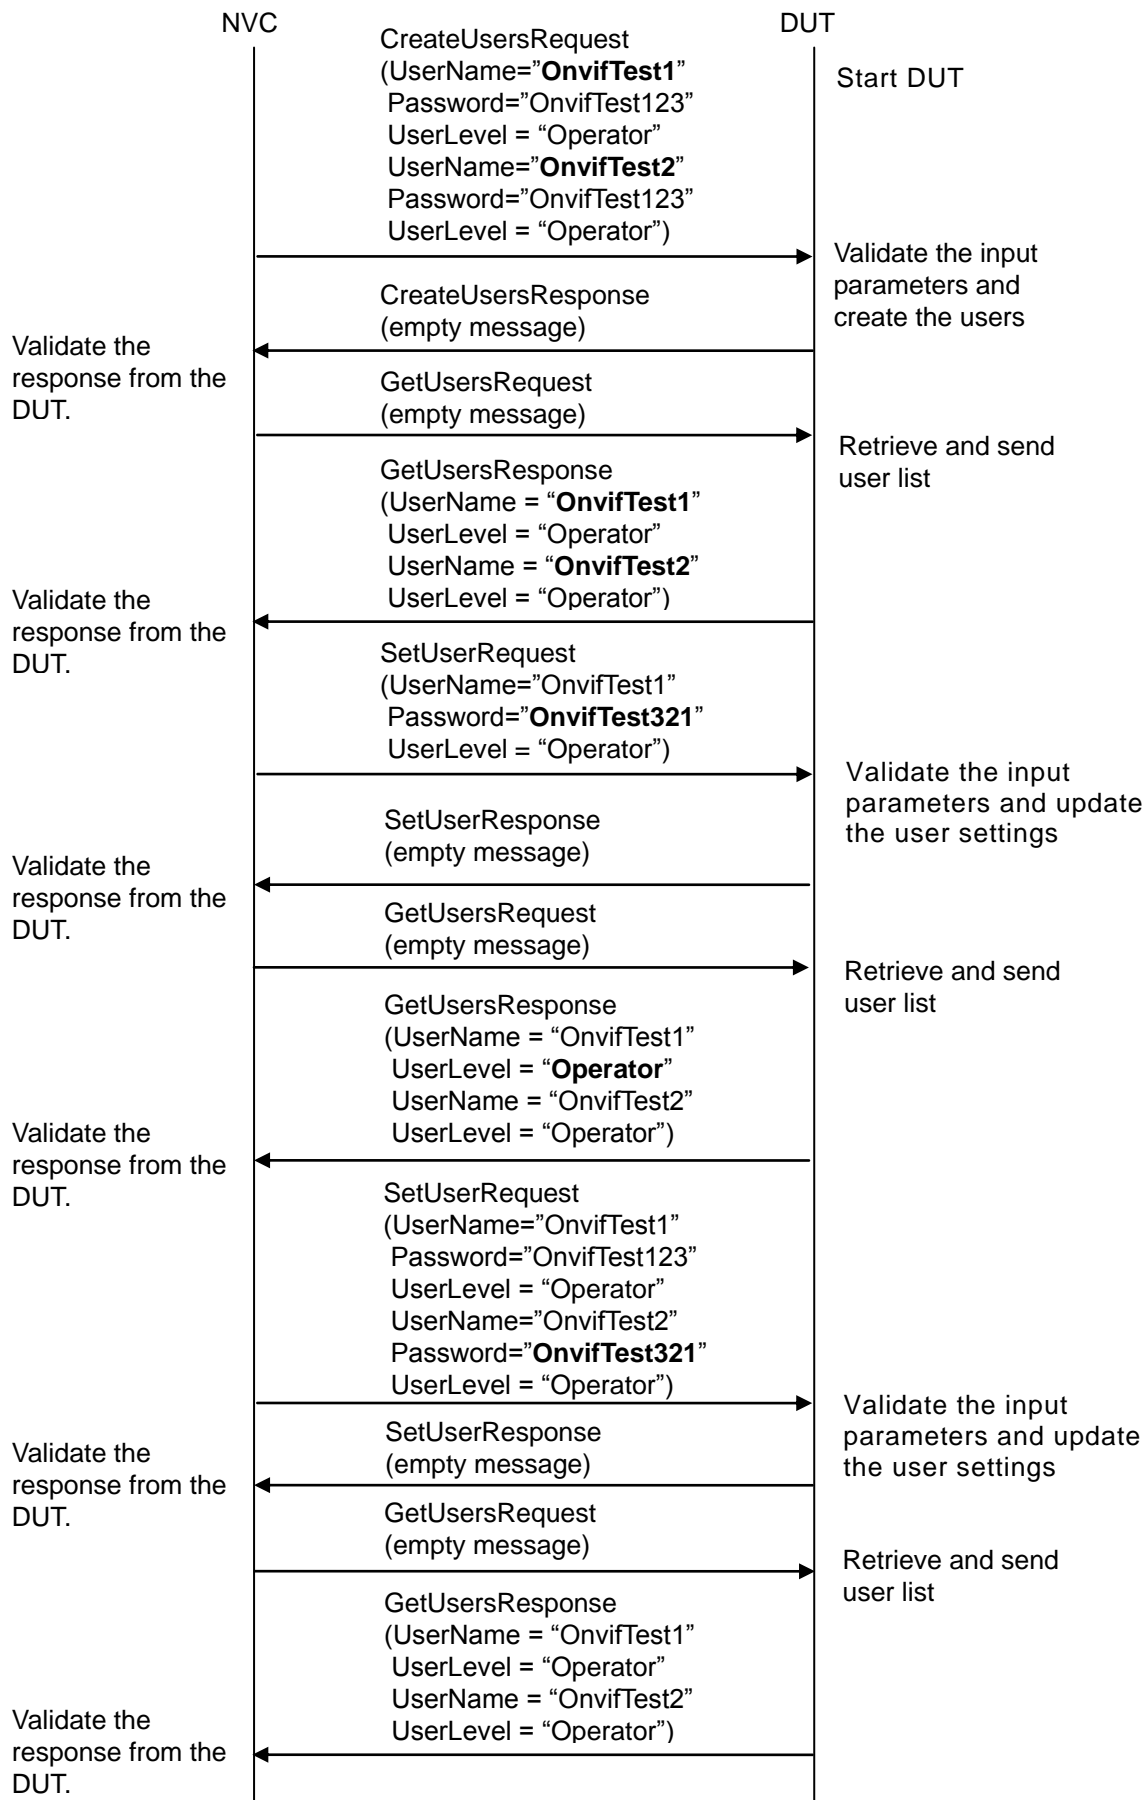 NVC
DUT
CreateUsersRequest
(UserName=”OnvifTest1”
Password=”OnvifTest123”
UserLevel = “Operator”
UserName=”OnvifTest2”
Password=”OnvifTest123”
UserLevel = “Operator”)
Start DUT
Validate the input
parameters and
create the users
CreateUsersResponse
(empty message)
Validate the
response from the
DUT.
GetUsersRequest
(empty message)
Retrieve and send
user list
GetUsersResponse
(UserName = “OnvifTest1”
UserLevel = “Operator”
UserName = “OnvifTest2”
UserLevel = “Operator”)
Validate the
response from the
DUT.
SetUserRequest
(UserName=”OnvifTest1”
Password=”OnvifTest321”
UserLevel = “Operator”)
Validate the input
parameters and update
the user settings
SetUserResponse
(empty message)
Validate the
response from the
DUT.
GetUsersRequest
(empty message)
Retrieve and send
user list
GetUsersResponse
(UserName = “OnvifTest1”
UserLevel = “Operator”
UserName = “OnvifTest2”
UserLevel = “Operator”)
Validate the
response from the
DUT.
SetUserRequest
(UserName=”OnvifTest1”
Password=”OnvifTest123”
UserLevel = “Operator”
UserName=”OnvifTest2”
Password=”OnvifTest321”
UserLevel = “Operator”)
Validate the input
parameters and update
the user settings
SetUserResponse
(empty message)
Validate the
response from the
DUT.
GetUsersRequest
(empty message)
Retrieve and send
user list
GetUsersResponse
(UserName = “OnvifTest1”
UserLevel = “Operator”
UserName = “OnvifTest2”
UserLevel = “Operator”)
Validate the
response from the
DUT.